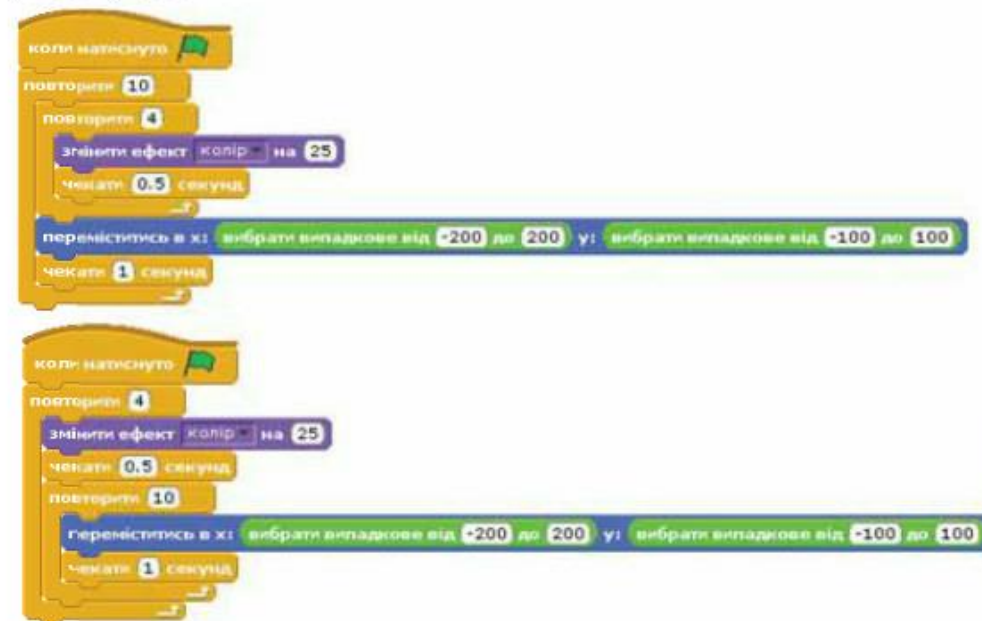 коли натиснуто
повторити 10
повторити 4
змінити ефект колір на 25
чекати 0.5 секунд
переміститись в x: вибрати випадкове від -200 до 200 y: вибрати випадкове від -100 до 100
чекати 1 секунд
коли натиснуто
повторити 4
змінити ефект колір на 25
чекати 0.5 секунд
повторити 10
переміститись в x: вибрати випадкове від -200 до 200 y: вибрати випадкове від -100 до 100
чекати 1 секунд